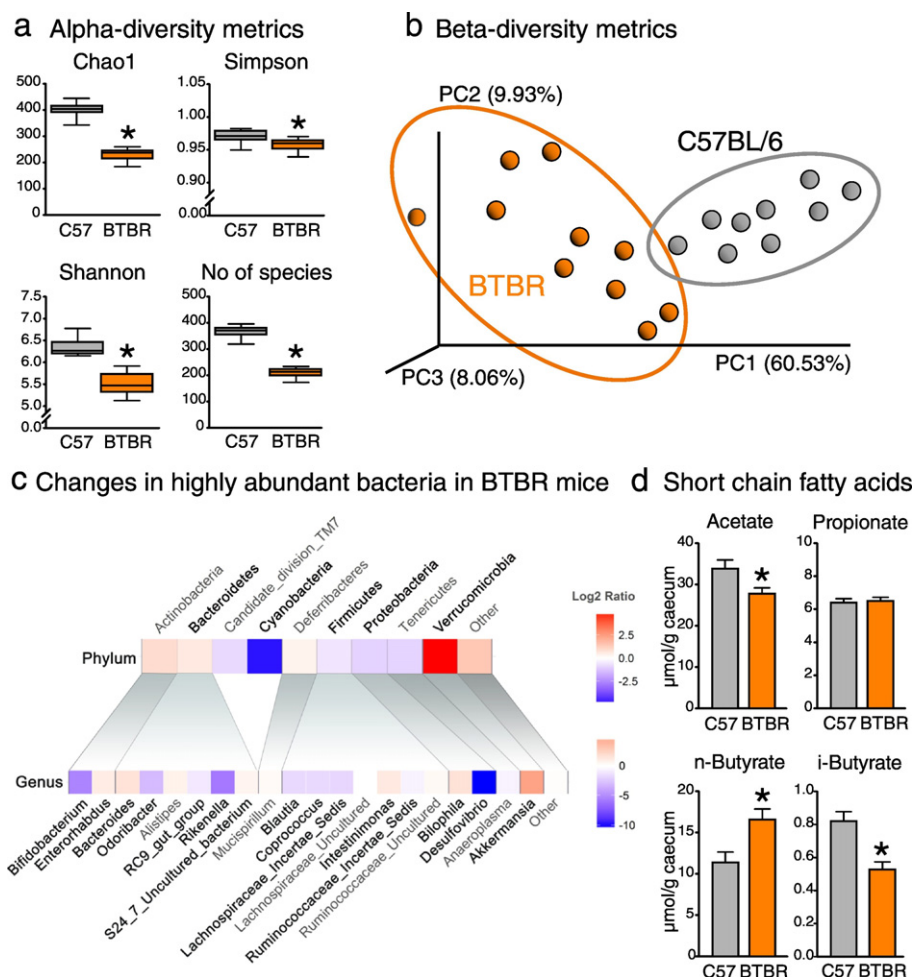 a Alpha-diversity metrics
Chao1
500
400
300
200
100
0
*
C57 BTBR
Simpson
1.05
1.00
0.95
0.90
0.00
*
C57 BTBR
Shannon
7.5
7.0
6.5
6.0
5.5
5.0
0.0
*
C57 BTBR
No of species
500
400
300
200
100
0
*
C57 BTBR
b Beta-diversity metrics
PC2 (9.93%)
C57BL/6
BTBR
PC3 (8.06%)
PC1 (60.53%)
c Changes in highly abundant bacteria in BTBR mice
Actinobacteria
Bacteroidetes
Candidate_division_TM7
Cyanobacteria
Deferribacteres
Firmicutes
Proteobacteria
Tenericutes
Verrucomicrobia
Other
Phylum
Log2 Ratio
2.5
0.0
-2.5
Genus
0
-5
-10
Bifidobacterium
Enterorhabdus
Bacteroides
Odoribacter
Alistipes
RC9_gut_group
Rikenella
S24_7_Uncultured_bacterium
Mucispirillum
Blautia
Coprococcus
Lachnospiraceae_Incertae_Sedis
Lachnospiraceae_Uncultured
Intestinimonas
Ruminococcaceae_Incertae_Sedis
Ruminococcaceae_Uncultured
Bilophila
Desulfovibrio
Anaeroplasma
Akkermansia
Other
d Short chain fatty acids
Acetate
µmol/g caecum
40
30
20
10
0
*
C57 BTBR
Propionate
10
8
6
4
2
0
C57 BTBR
n-Butyrate
µmol/g caecum
20
15
10
5
0
*
C57 BTBR
i-Butyrate
1.0
0.8
0.6
0.4
0.2
0.0
*
C57 BTBR